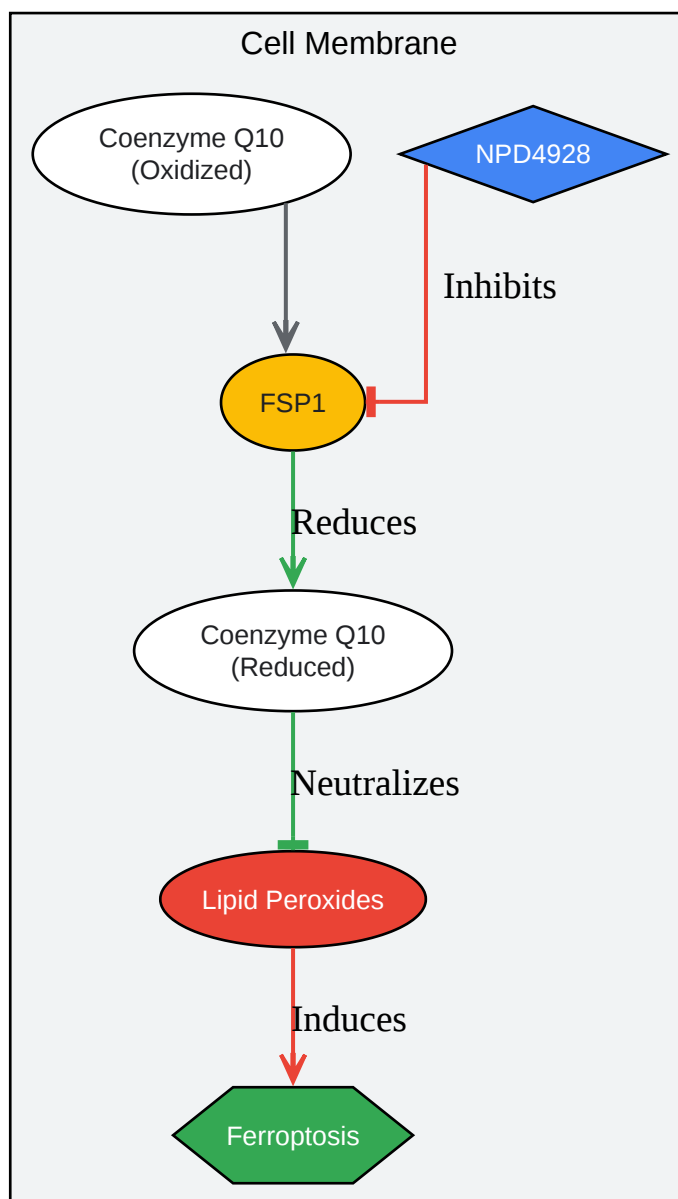 Cell Membrane
Coenzyme Q10
(Oxidized)
NPD4928
Inhibits
FSP1
Reduces
Coenzyme Q10
(Reduced)
Neutralizes
Lipid Peroxides
Induces
Ferroptosis